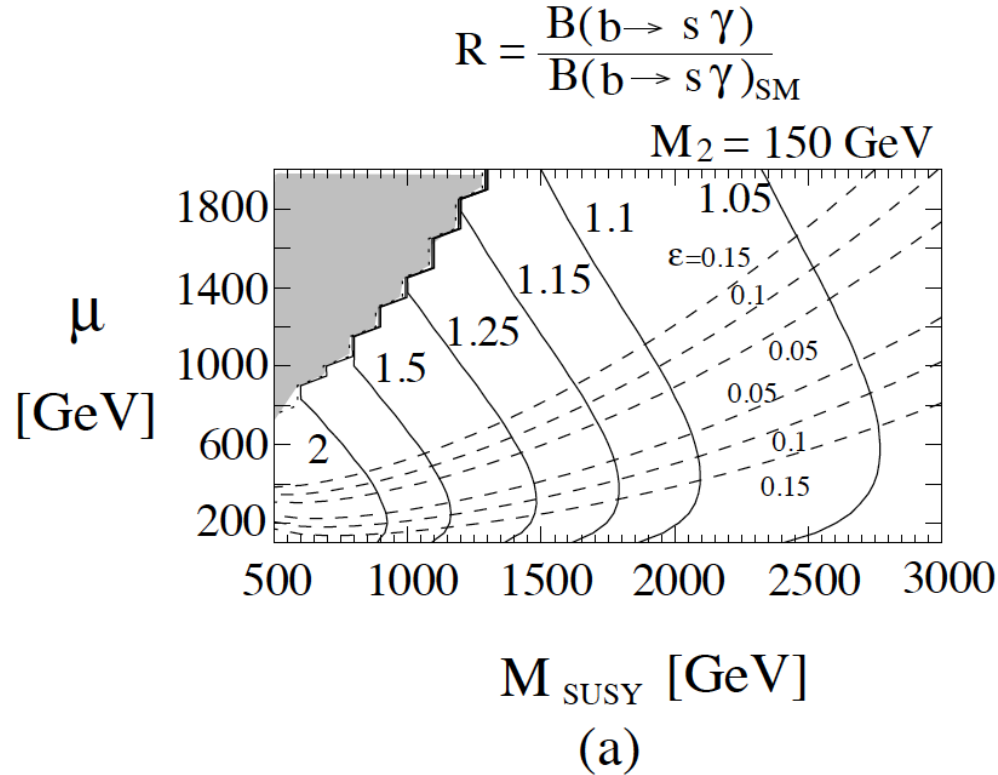 R = B(b→ s γ) / B(b→ s γ)SM
M2 = 150 GeV
1800
1400
1000
600
200
μ
[GeV]
1.05
1.1
1.15
1.25
1.5
2
ε=0.15
0.1
0.05
0.05
0.1
0.15
500 1000 1500 2000 2500 3000
M SUSY [GeV]
(a)